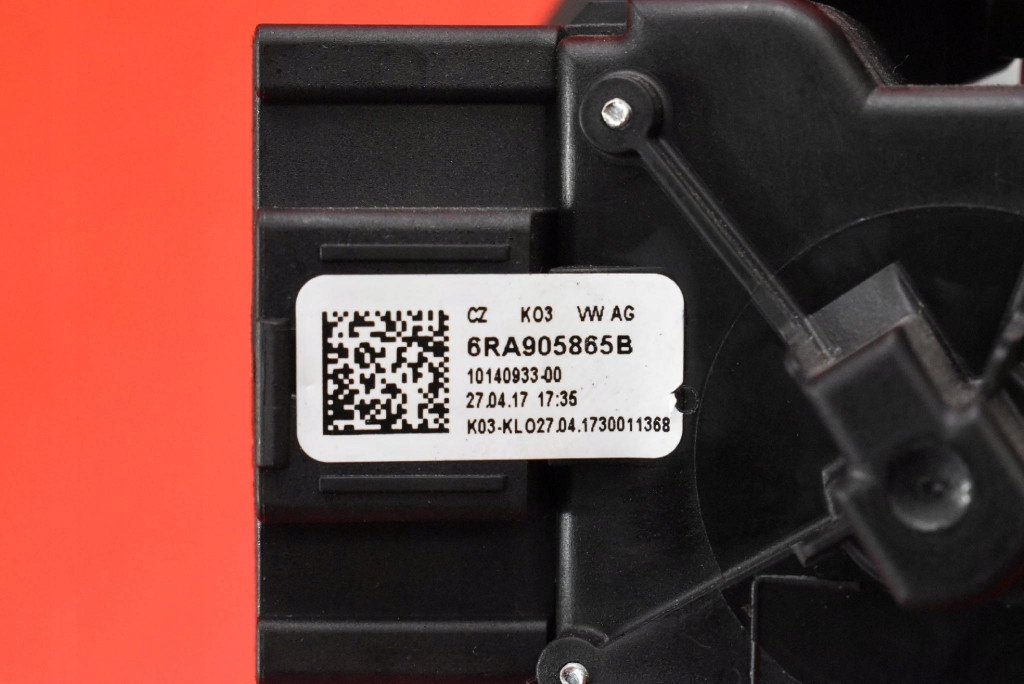 CZ K03 VW AG
6RA905865B
10140933-00
27.04.17 17:35
K03-KLO27.04.1730011368